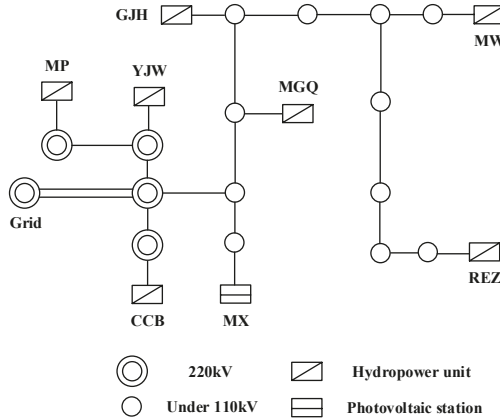 GJH
MW
MP
YJW
MGQ
Grid
REZ
CCB
MX
220kV
Hydropower unit
Under 110kV
Photovoltaic station